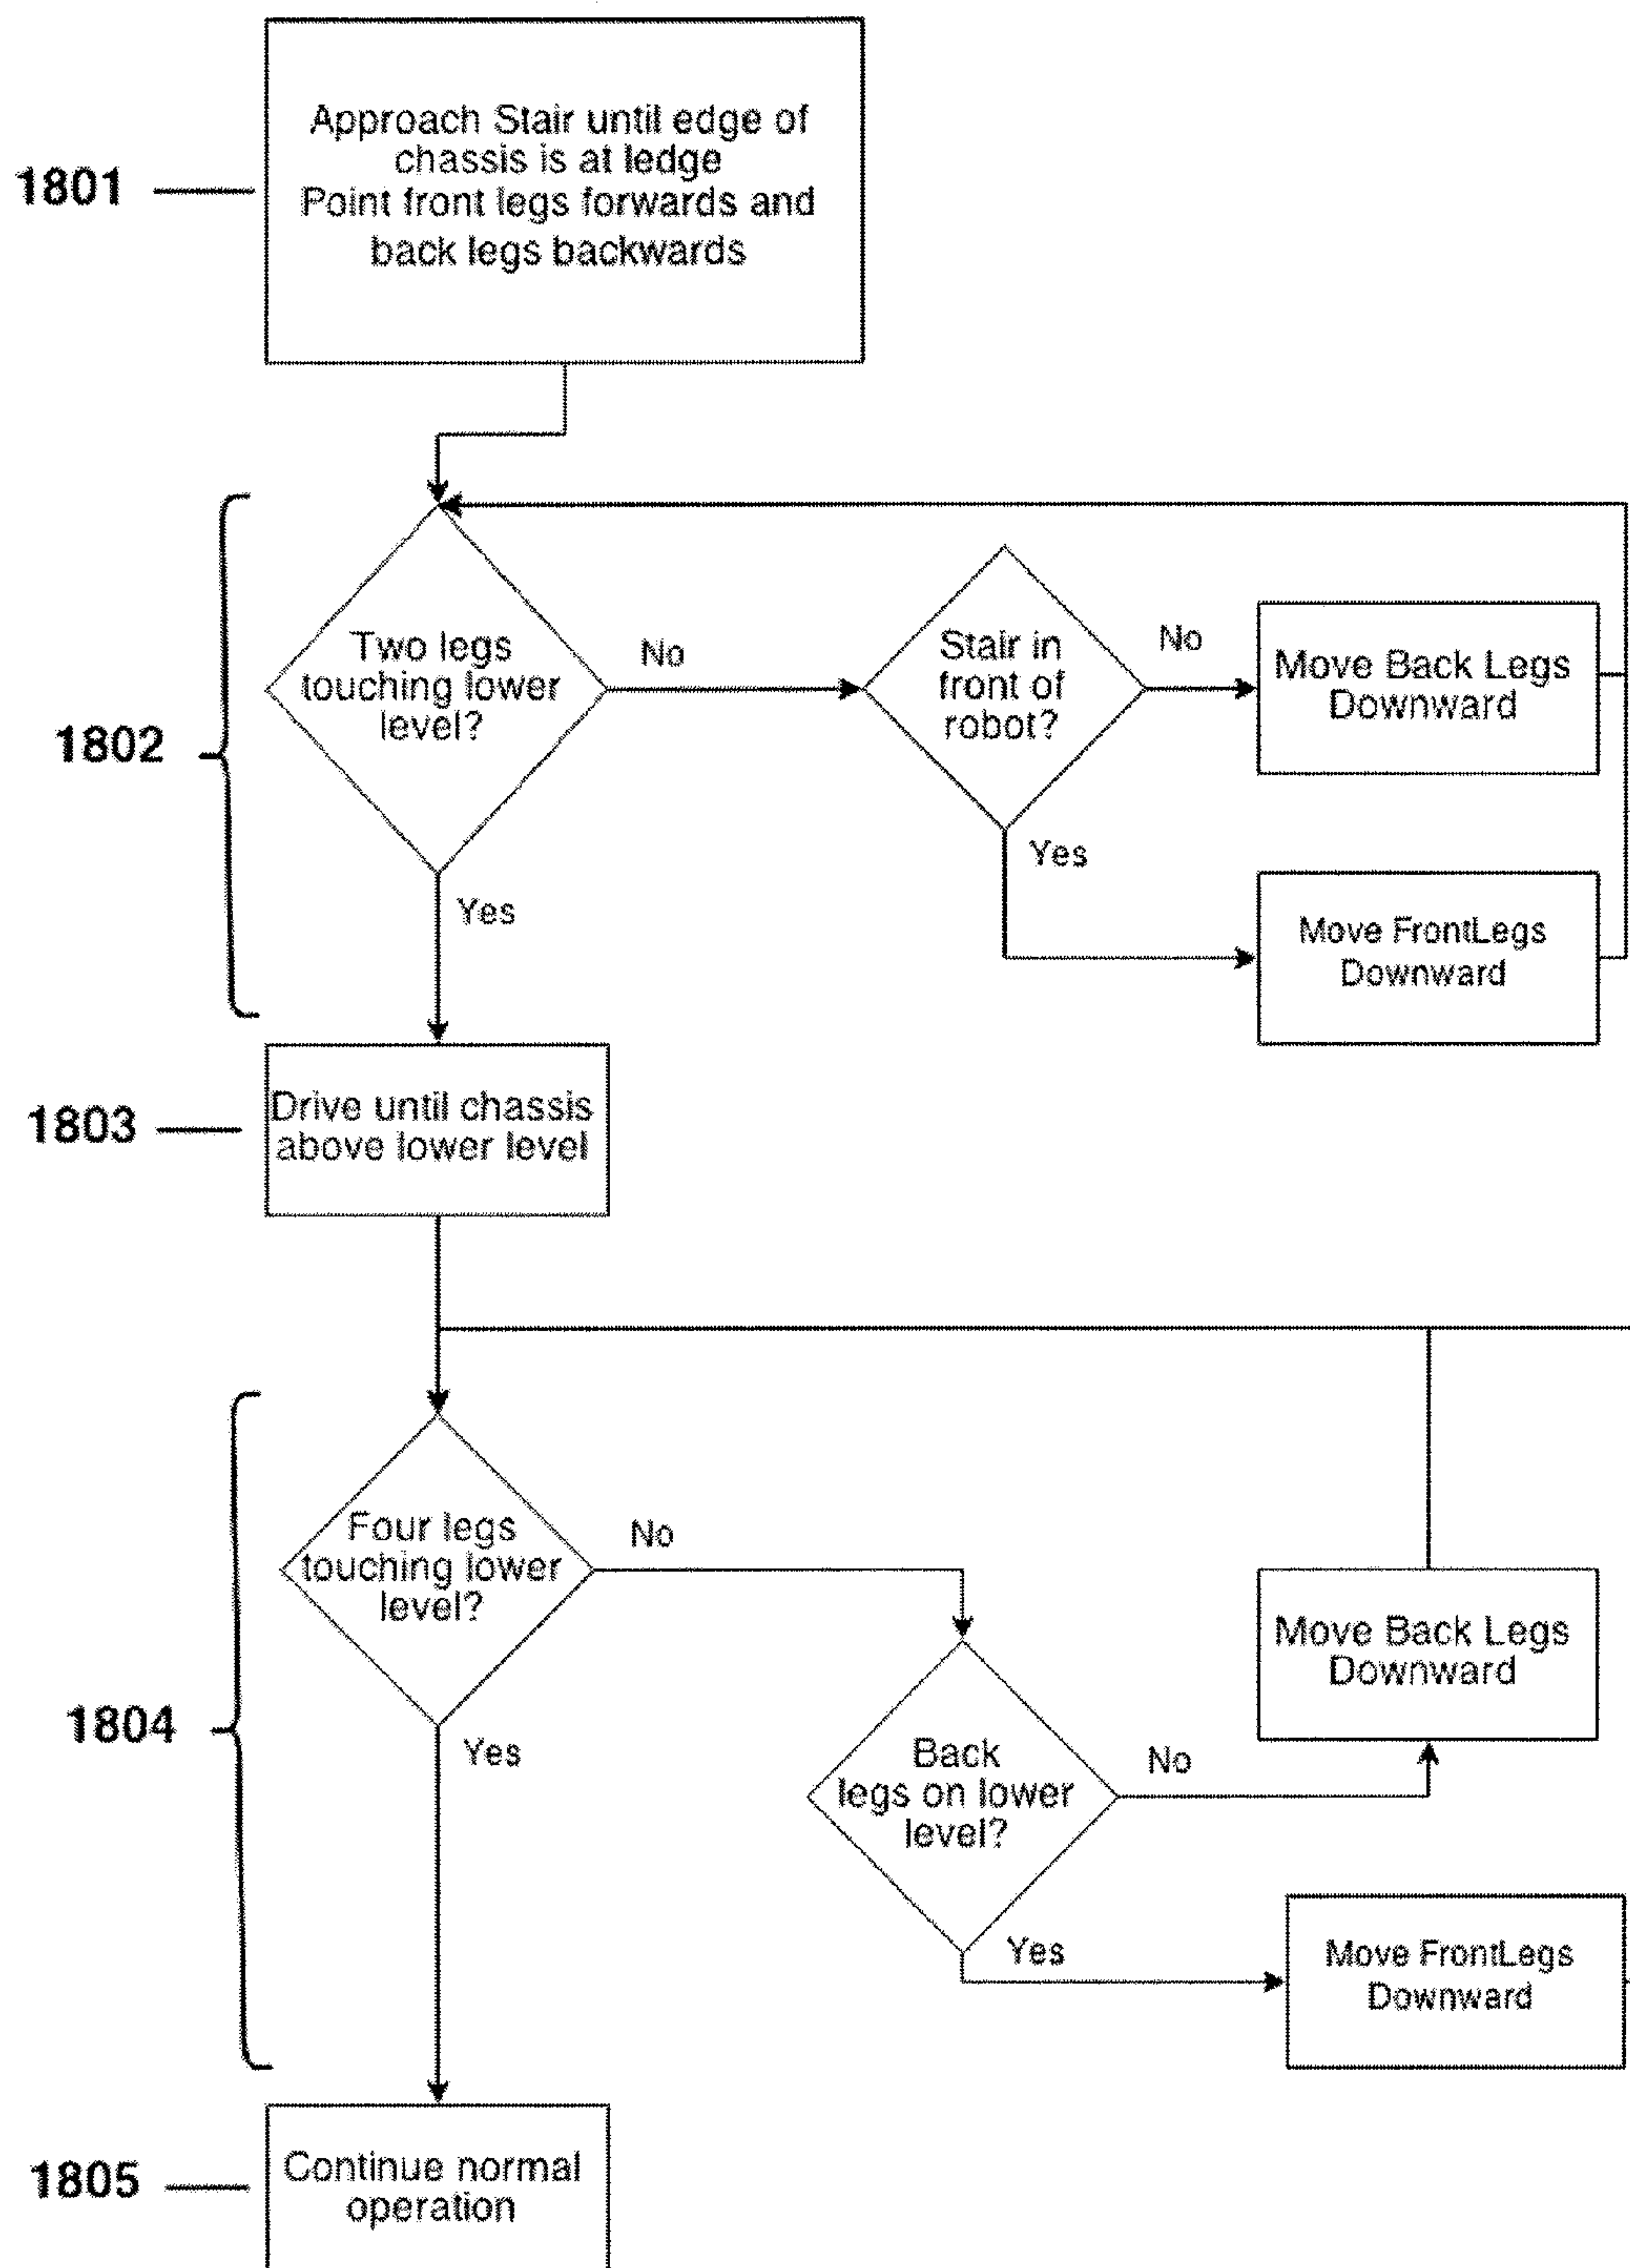 Approach Stair until edge of
chassis is at ledge
Point front legs forwards and
back legs backwards
1801
Two legs
touching lower
level?
No
Stair in
front of
robot?
No
Move Back Legs
Downward
1802
Yes
Yes
Move FrontLegs
Downward
1803
Drive until chassis
above lower level
Four legs
touching lower
level?
No
Move Back Legs
Downward
1804
Yes
Back
legs on lower
level?
No
Yes
Move FrontLegs
Downward
1805
Continue normal
operation